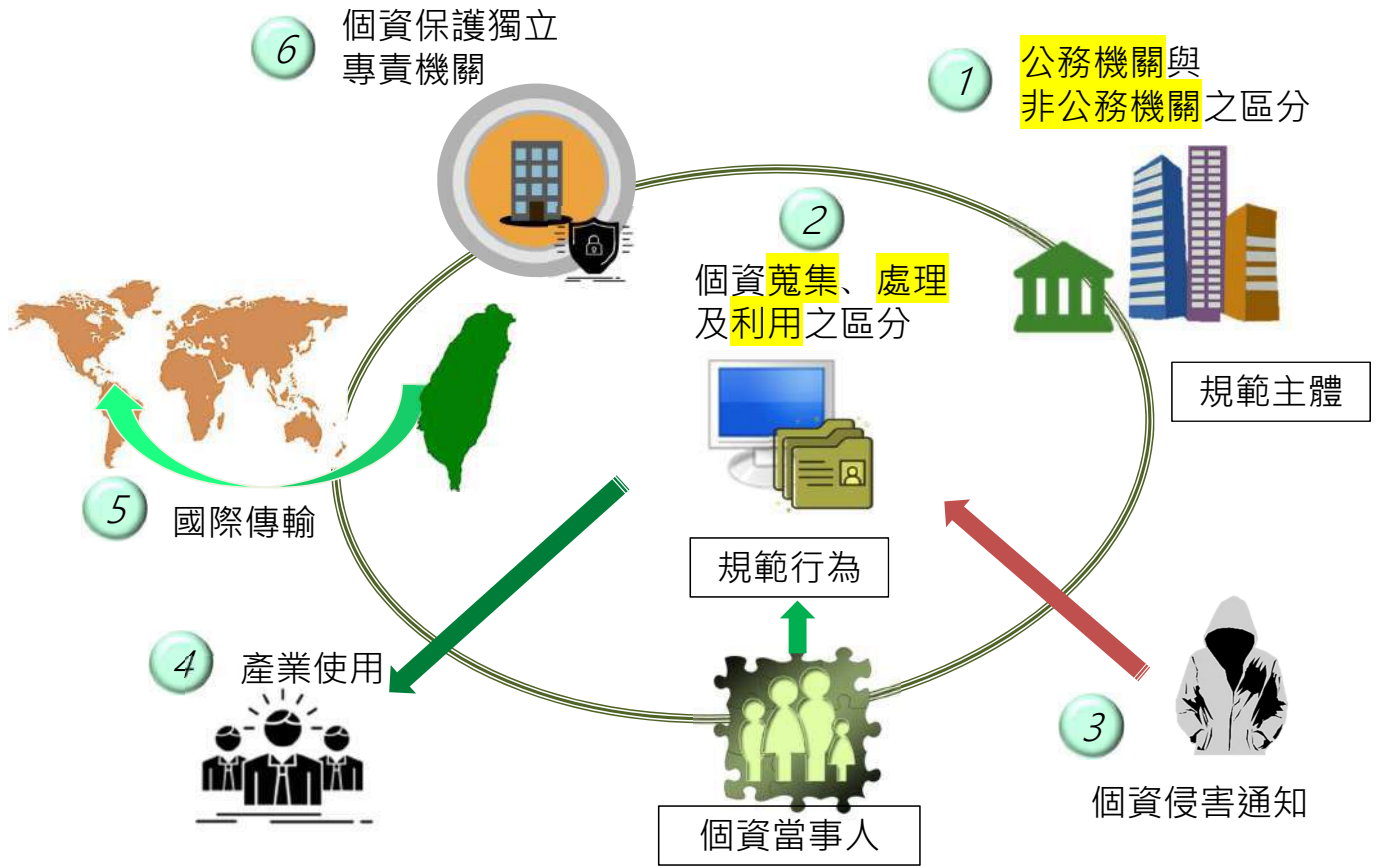 1
公務機關與
非公務機關之區分
規範主體
2
個資蒐集、處理
及利用之區分
規範行為
個資當事人
3
個資侵害通知
4
產業使用
5
國際傳輸
6
個資保護獨立
專責機關